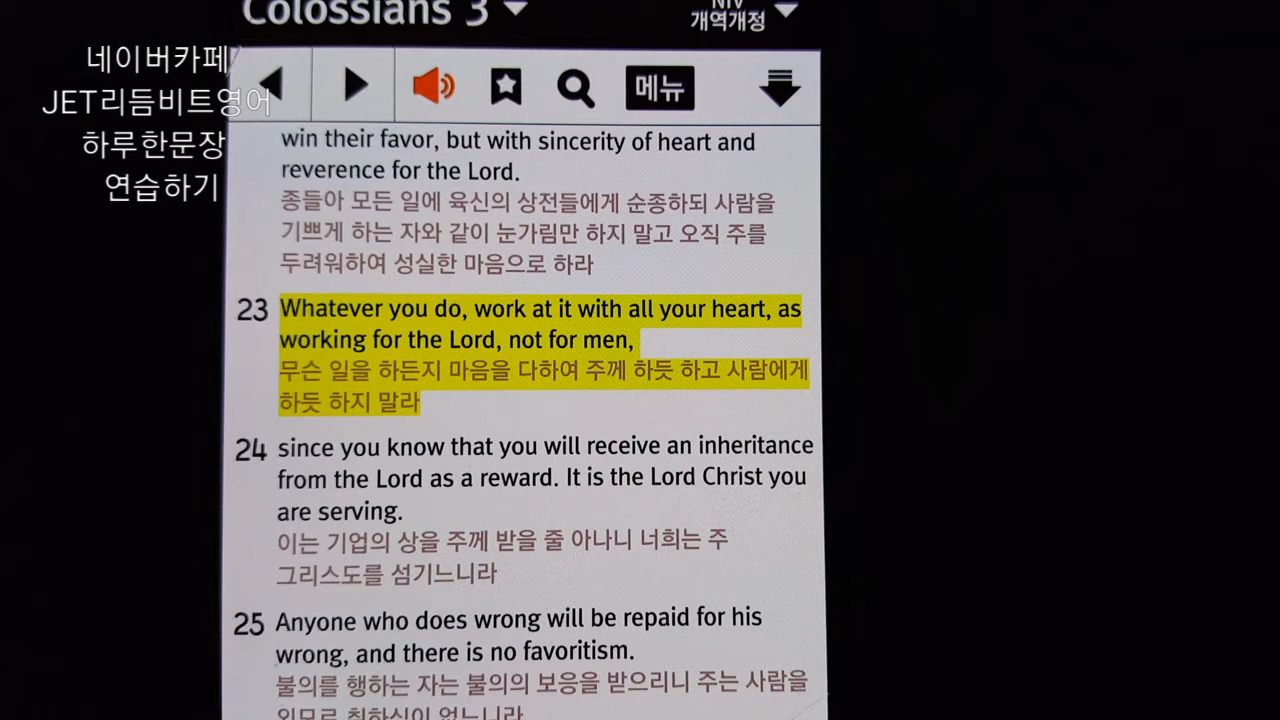 Colossians 3
NIV
개역개정
네이버카페/
JET리듬비트영어
하루한문장
연습하기
메뉴
win their favor, but with sincerity of heart and
reverence for the Lord.
종들아 모든 일에 육신의 상전들에게 순종하되 사람을
기쁘게 하는 자와 같이 눈가림만 하지 말고 오직 주를
두려워하여 성실한 마음으로 하라
23 Whatever you do, work at it with all your heart, as
working for the Lord, not for men,
무슨 일을 하든지 마음을 다하여 주께 하듯 하고 사람에게
하듯 하지 말라
24 since you know that you will receive an inheritance
from the Lord as a reward. It is the Lord Christ you
are serving.
이는 기업의 상을 주께 받을 줄 아나니 너희는 주
그리스도를 섬기느니라
25 Anyone who does wrong will be repaid for his
wrong, and there is no favoritism.
불의를 행하는 자는 불의의 보응을 받으리니 주는 사람을
외모로 취하심이 없느니라